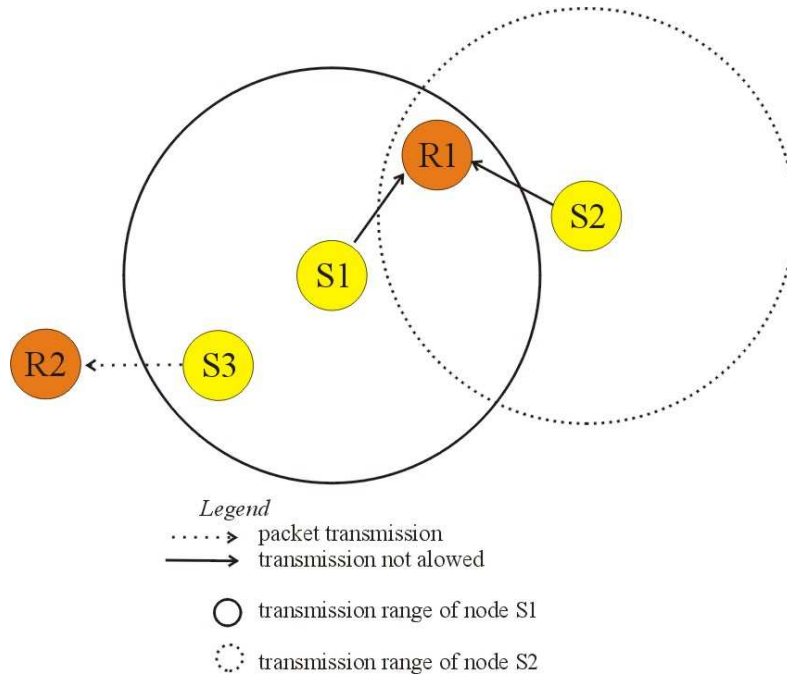 R1
S2
S1
R2
S3
Legend
packet transmission
transmission not alowed
transmission range of node S1
transmission range of node S2